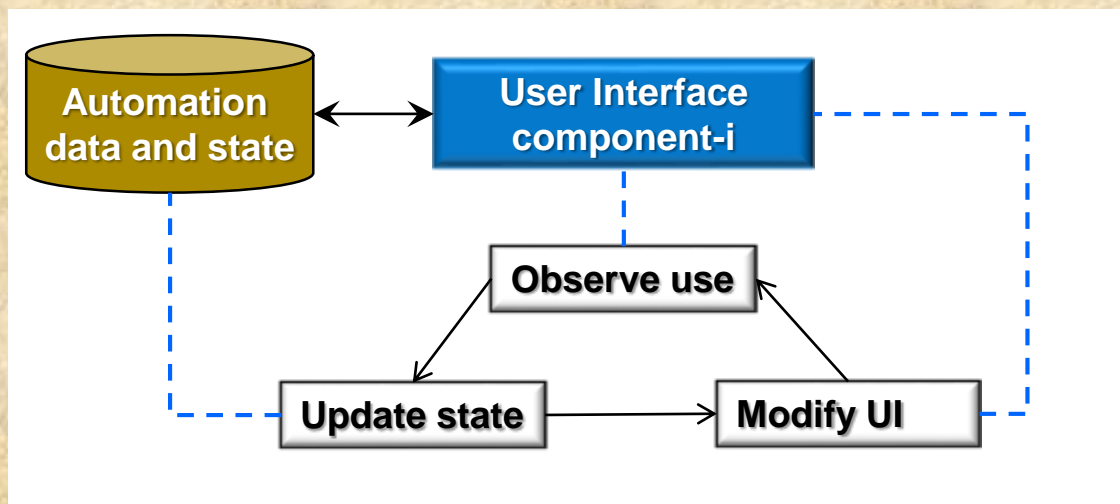 Automation
data and state
User Interface
component-i
Observe use
Update state
Modify UI